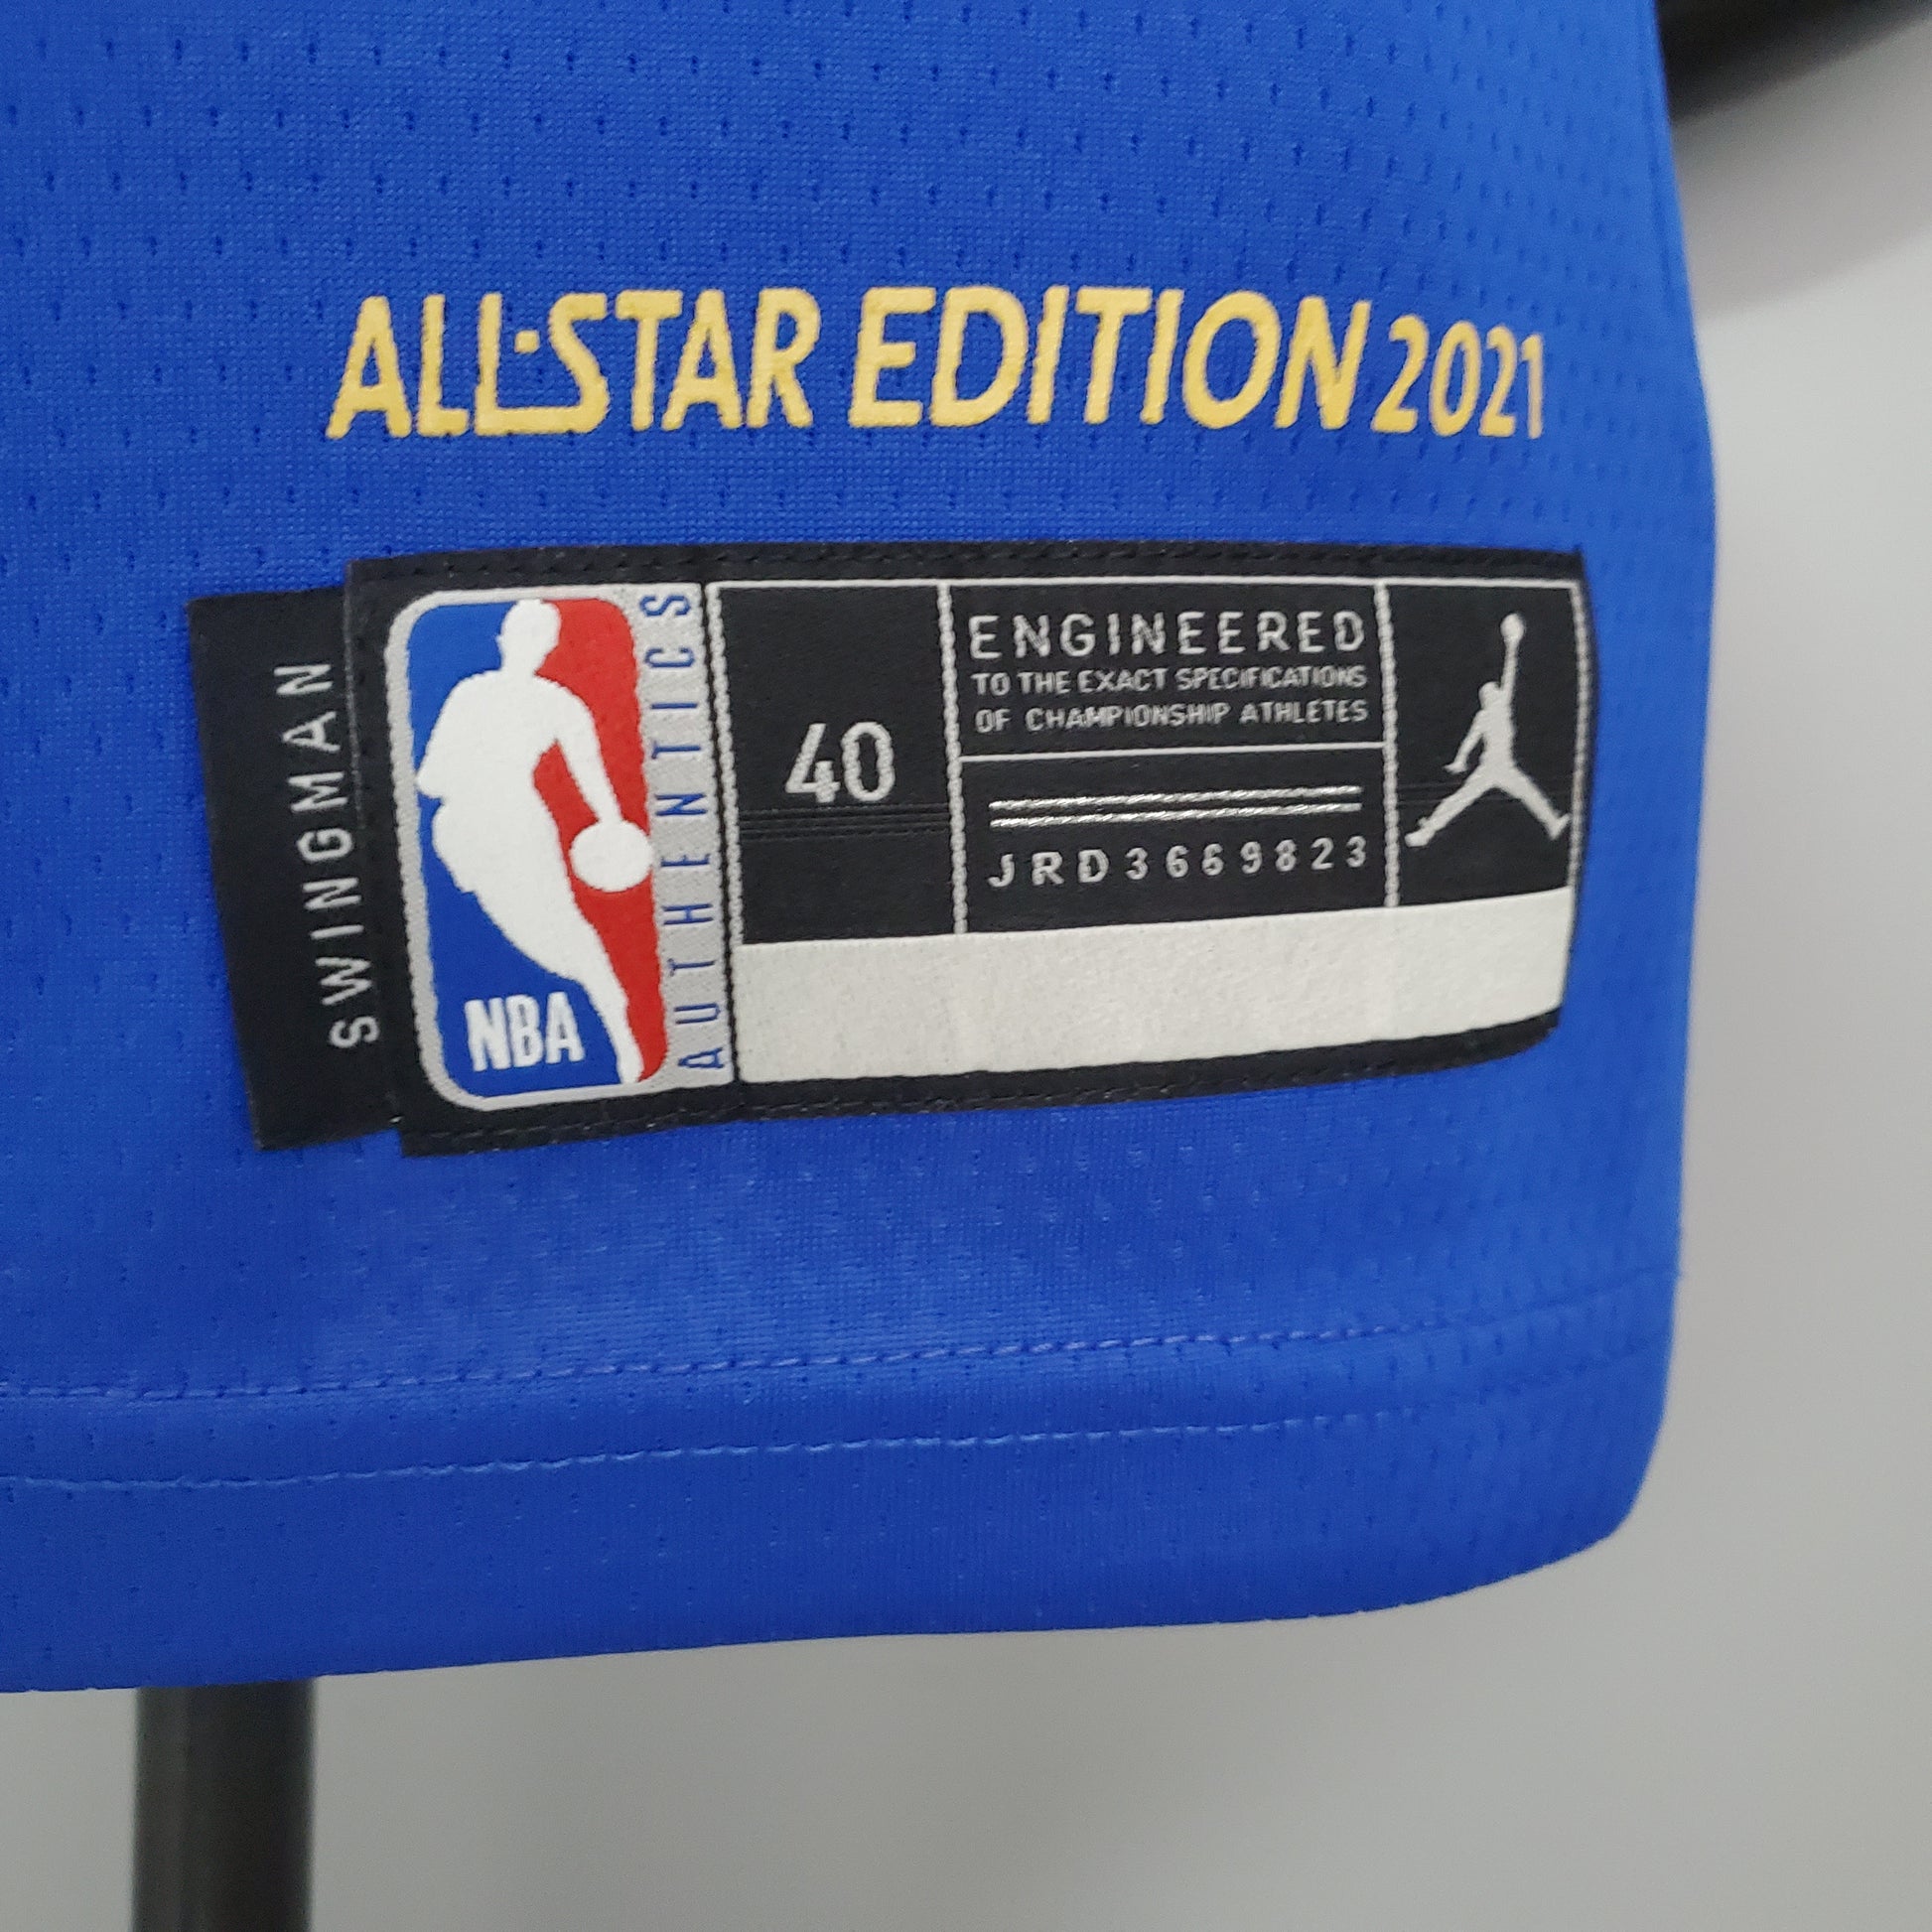 ALL·STAR EDITION 2021
SWINGMAN
NBA
AUTHENTICS
40
ENGINEERED
TO THE EXACT SPECIFICATIONS
OF CHAMPIONSHIP ATHLETES
JRD3669823